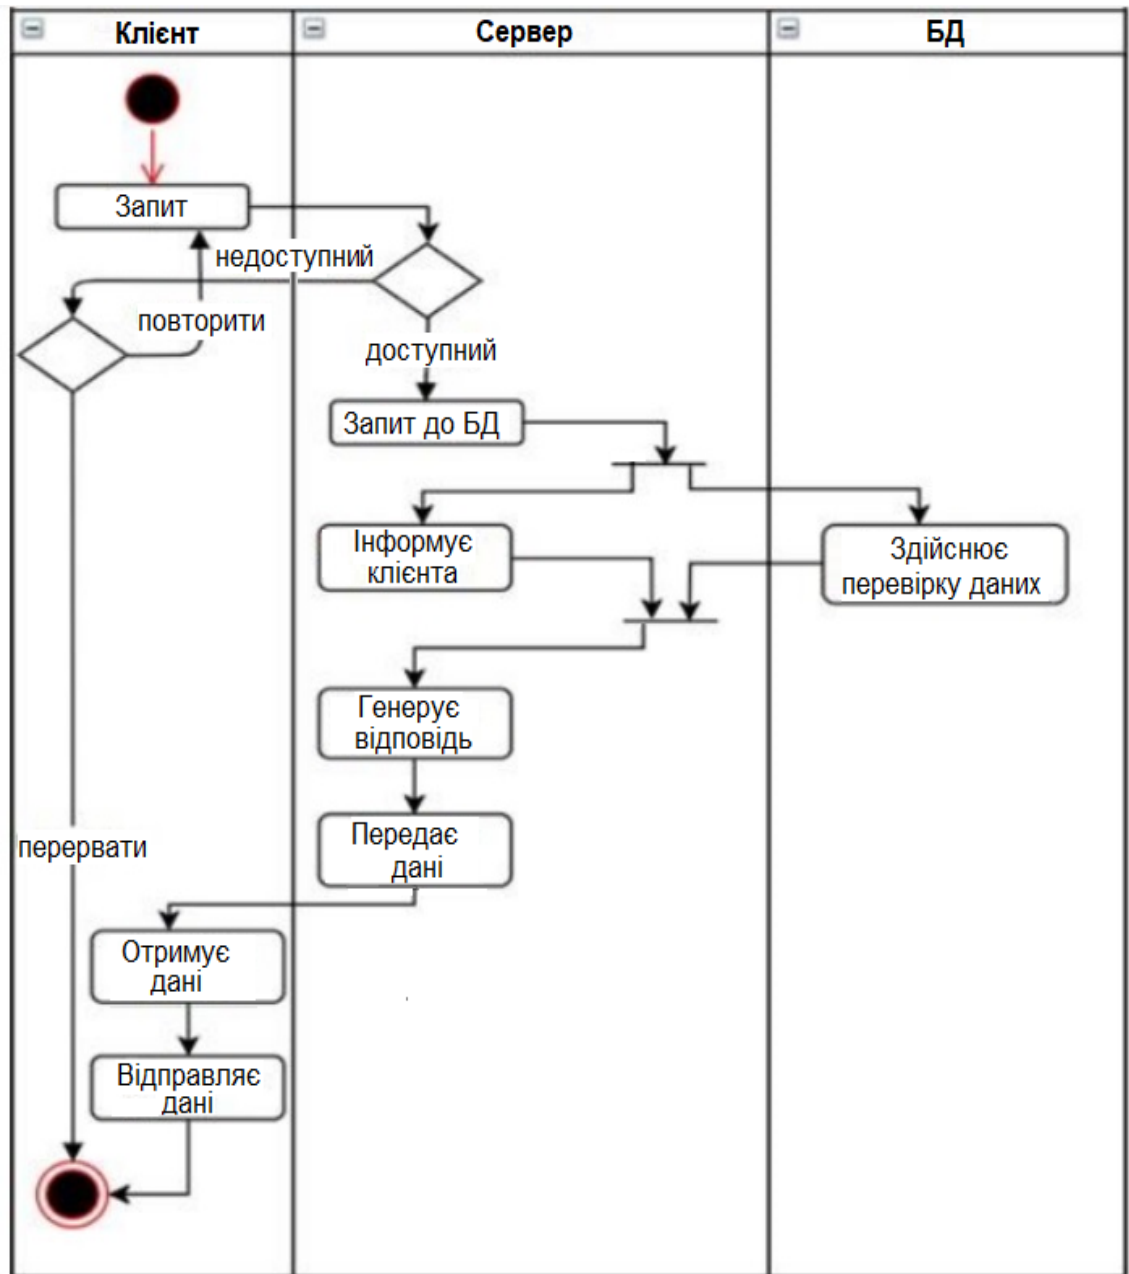 Клієнт
Сервер
БД
Запит
недоступний
повторити
доступний
Запит до БД
Інформує
клієнта
Здійснює
перевірку даних
Генерує
відповідь
Передає
дані
перервати
Отримує
дані
Відправляє
дані